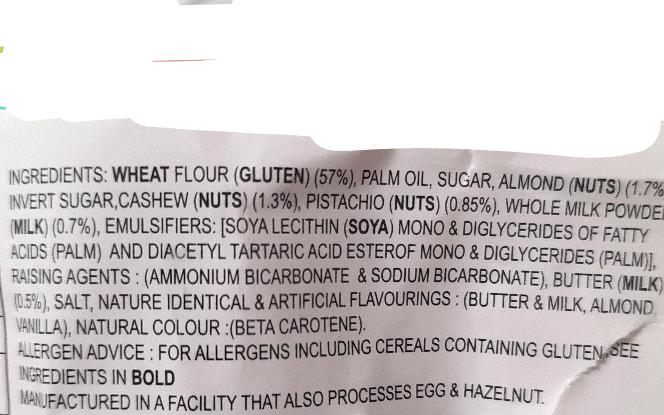 INGREDIENTS: WHEAT FLOUR (GLUTEN) (57%), PALM OIL, SUGAR, ALMOND (NUTS) (1.7%
INVERT SUGAR,CASHEW (NUTS) (1.3%), PISTACHIO (NUTS) (0.85%), WHOLE MILK POWDE
(MILK) (0.7%), EMULSIFIERS: [SOYA LECITHIN (SOYA) MONO & DIGLYCERIDES OF FATTY
ACIDS (PALM) AND DIACETYL TARTARIC ACID ESTEROF MONO & DIGLYCERIDES (PALM)],
RAISING AGENTS : (AMMONIUM BICARBONATE & SODIUM BICARBONATE), BUTTER (MILK)
(0.5%), SALT, NATURE IDENTICAL & ARTIFICIAL FLAVOURINGS : (BUTTER & MILK, ALMOND,
VANILLA), NATURAL COLOUR :(BETA CAROTENE).
ALLERGEN ADVICE : FOR ALLERGENS INCLUDING CEREALS CONTAINING GLUTEN, SEE
INGREDIENTS IN BOLD
MANUFACTURED IN A FACILITY THAT ALSO PROCESSES EGG & HAZELNUT.